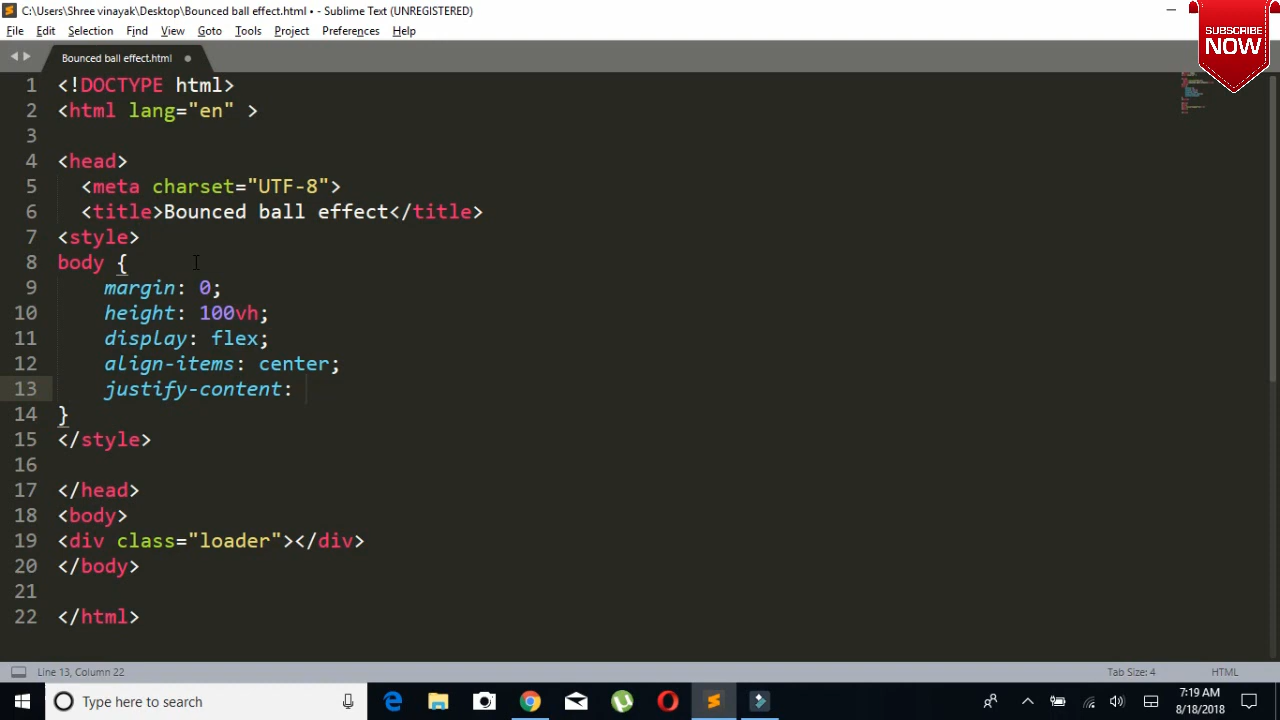 C:\Users\Shree vinayak\Desktop\Bounced ball effect.html • - Sublime Text (UNREGISTERED)
SUBSCRIBE
NOW
File Edit Selection Find View Goto Tools Project Preferences Help
Bounced ball effect.html
1 <!DOCTYPE html>
2 <html lang="en" >
3
4 <head>
5 <meta charset="UTF-8">
6 <title>Bounced ball effect</title>
7 <style>
8 body {
9 margin: 0;
10 height: 100vh;
11 display: flex;
12 align-items: center;
13 justify-content:
14 }
15 </style>
16
17 </head>
18 <body>
19 <div class="loader"></div>
20 </body>
21
22 </html>
Line 13, Column 22 Tab Size: 4 HTML
Type here to search
7:19 AM
8/18/2018